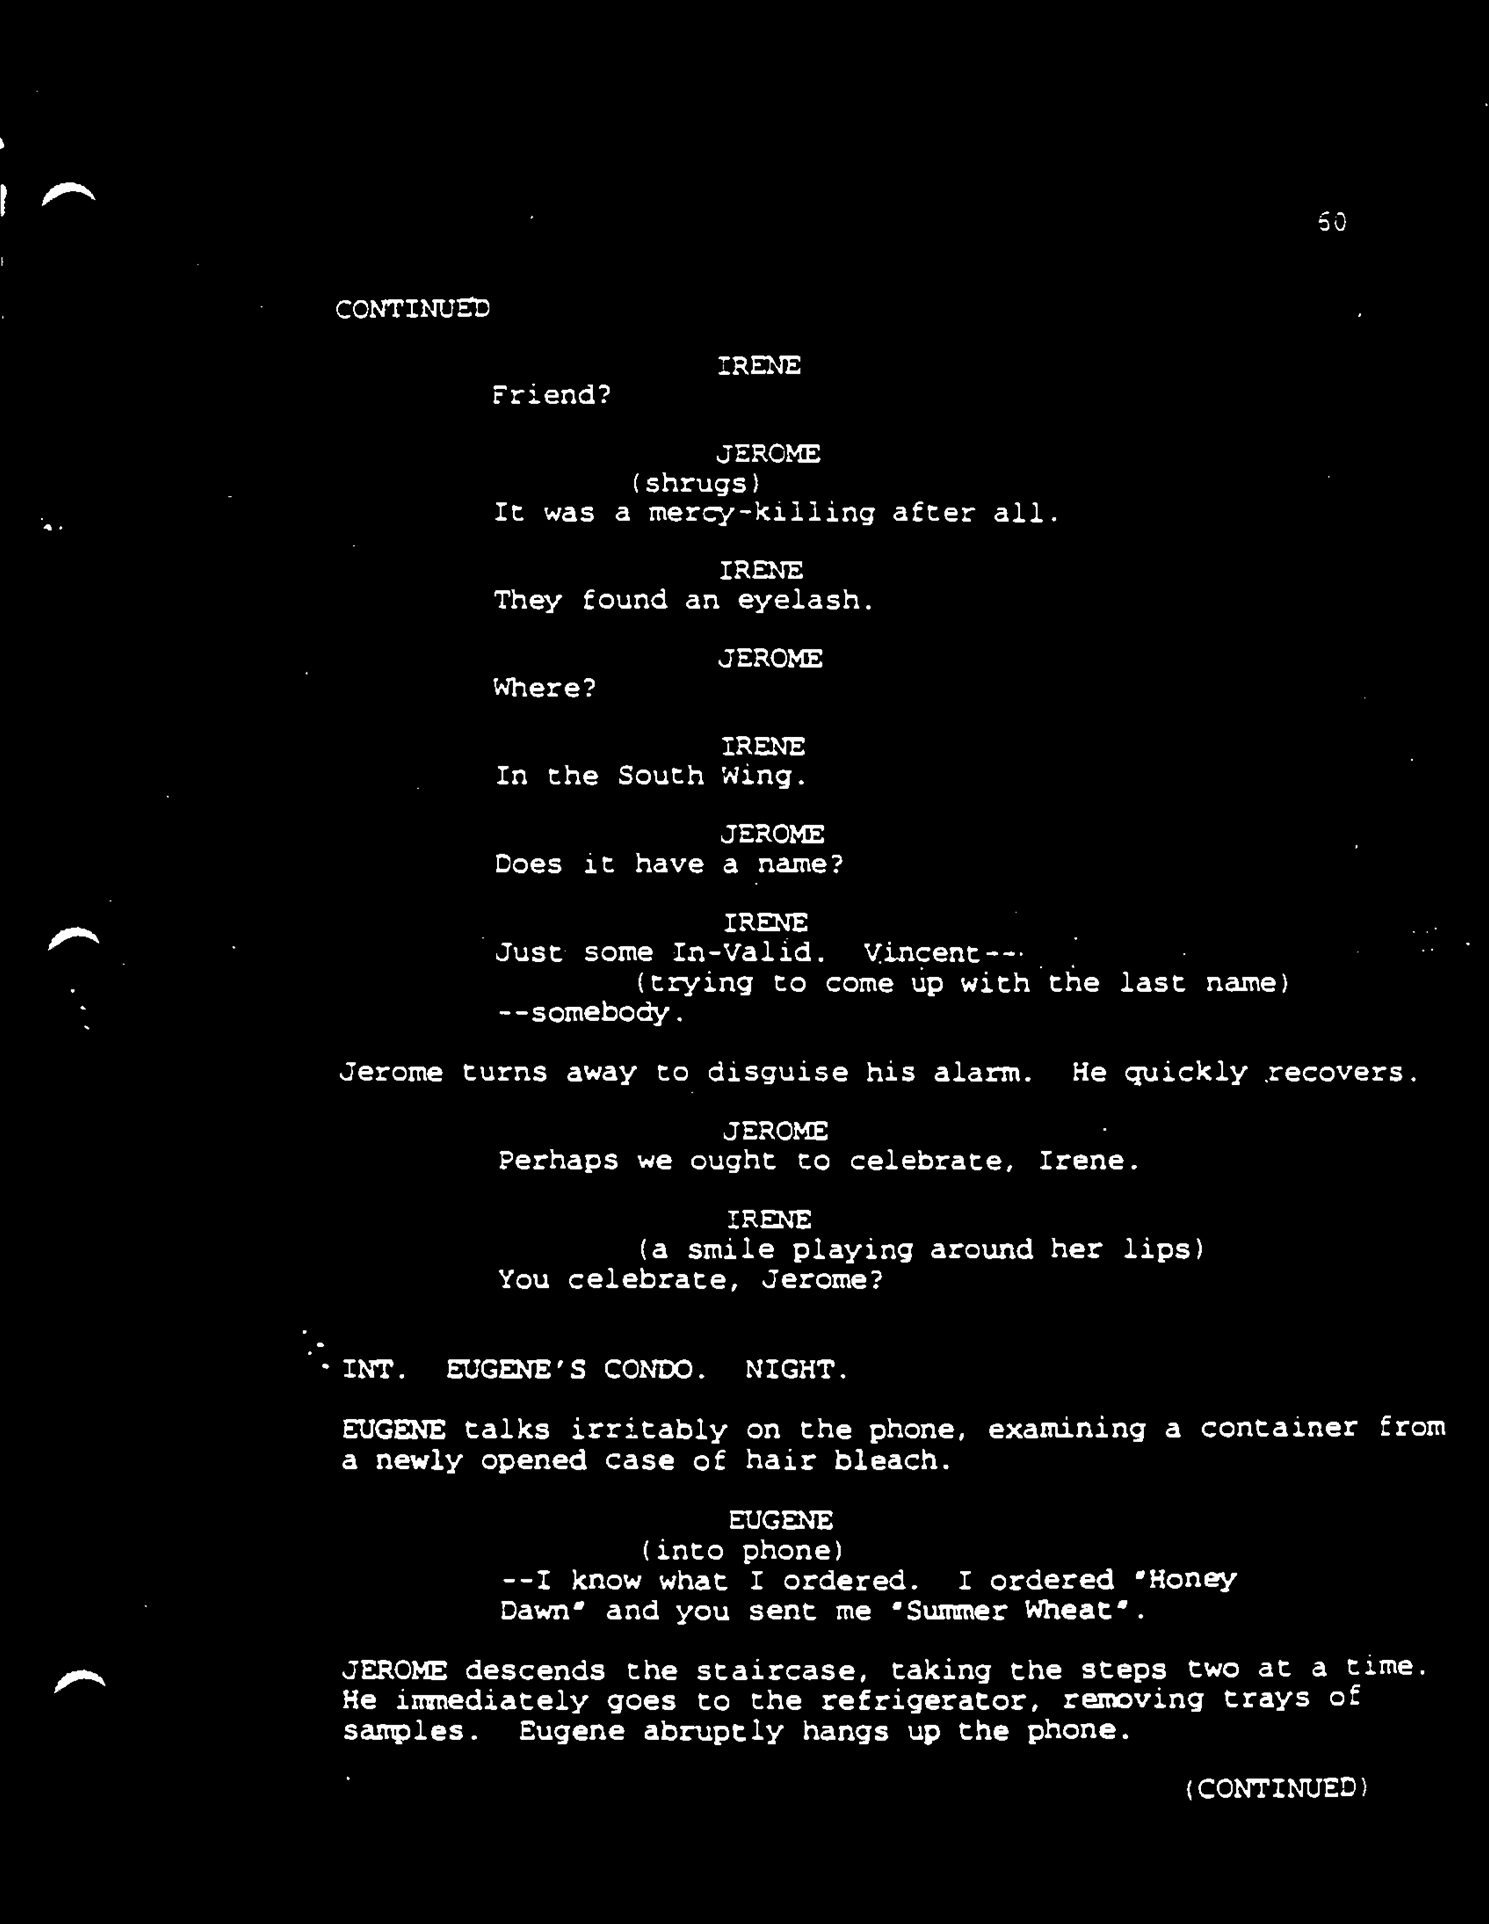 50
CONTINUED
IRENE
Friend?
JEROME
(shrugs)
It was a mercy-killing after all.
IRENE
They found an eyelash.
JEROME
Where?
IRENE
In the South Wing.
JEROME
Does it have a name?
IRENE
Just some In-Valid.  Vincent--
(trying to come up with the last name)
--somebody.
Jerome turns away to disguise his alarm.  He quickly recovers.
JEROME
Perhaps we ought to celebrate, Irene.
IRENE
(a smile playing around her lips)
You celebrate, Jerome?
INT.  EUGENE'S CONDO.  NIGHT.
EUGENE talks irritably on the phone, examining a container from
a newly opened case of hair bleach.
EUGENE
(into phone)
--I know what I ordered.  I ordered "Honey
Dawn" and you sent me "Summer Wheat".
JEROME descends the staircase, taking the steps two at a time.
He immediately goes to the refrigerator, removing trays of
samples.  Eugene abruptly hangs up the phone.
(CONTINUED)